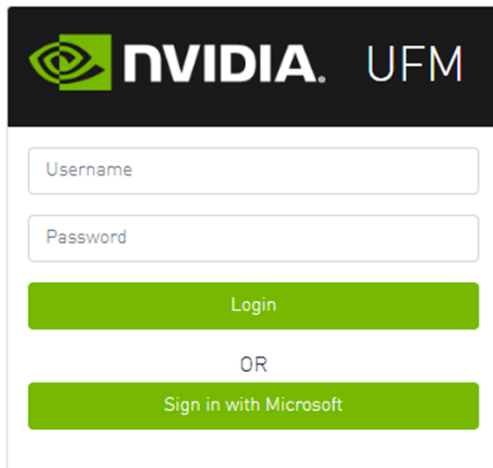 NVIDIA. UFM
Username
Password
Login
OR
Sign in with Microsoft